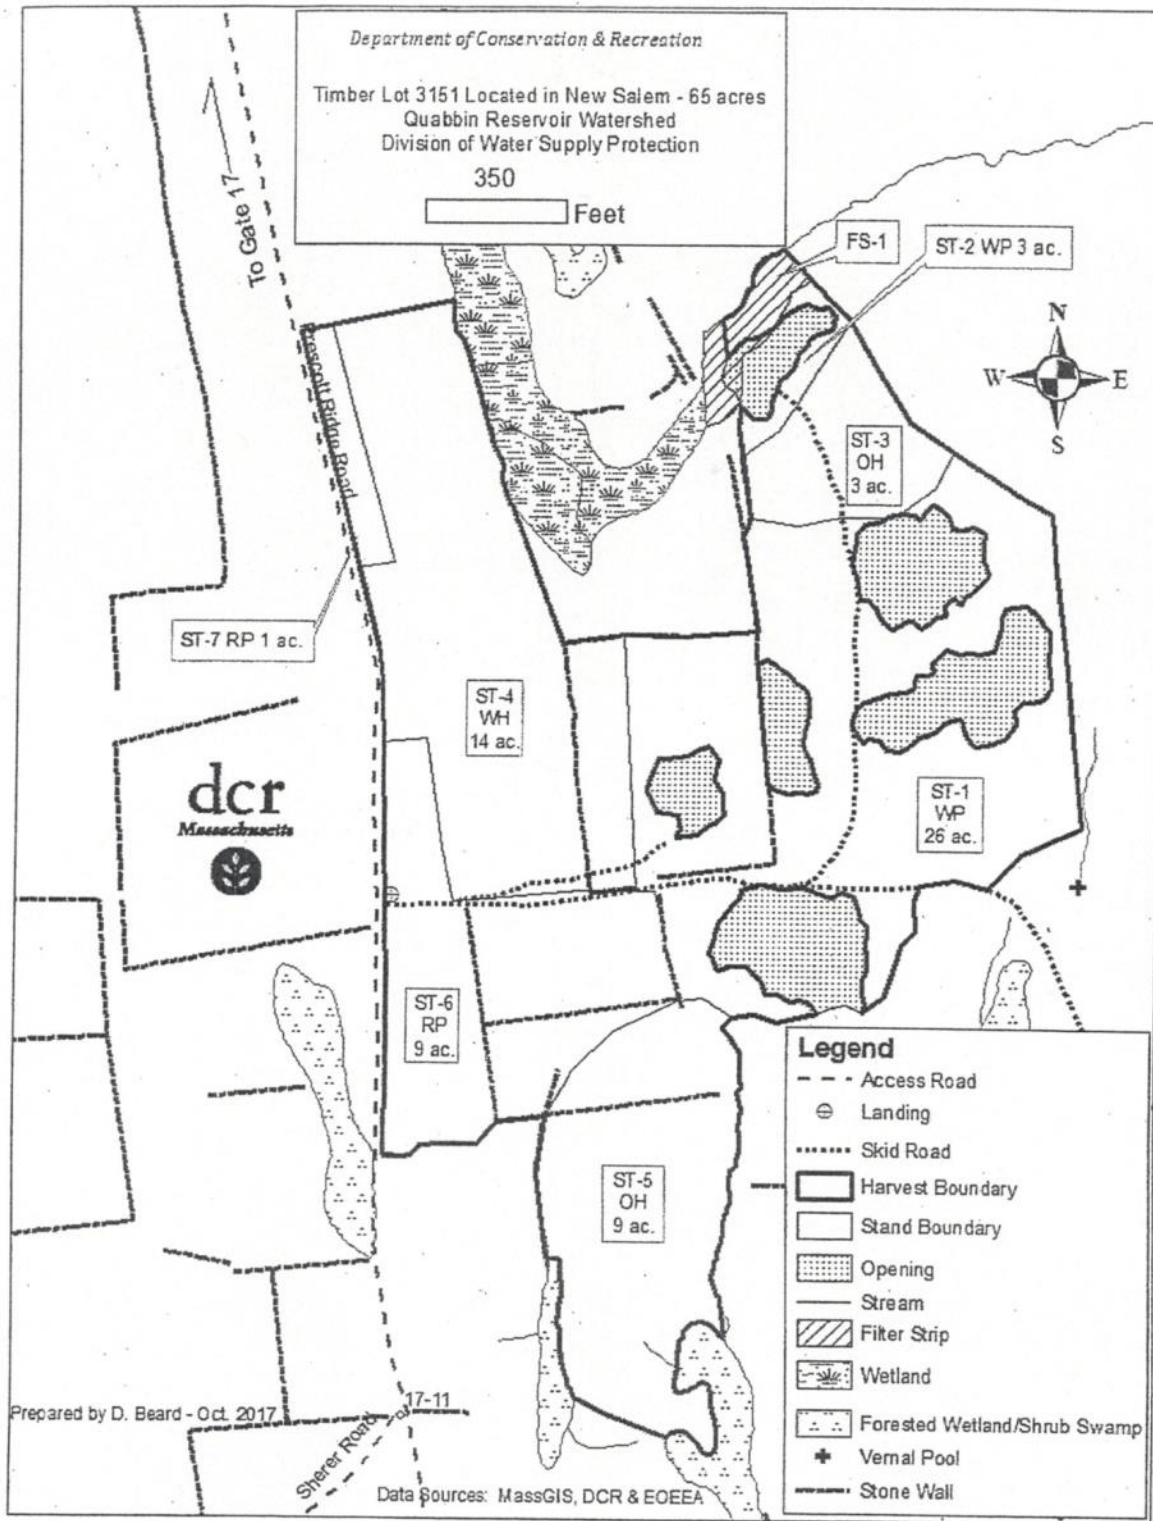 Department of Conservation & Recreation
Timber Lot 3151 Located in New Salem - 65 acres
Quabbin Reservoir Watershed
Division of Water Supply Protection
350
Feet
To Gate 17
FS-1
ST-2 WP 3 ac.
N
W
E
S
Prescott Ridge Road
ST-3
OH
3 ac.
ST-7 RP 1 ac.
ST-4
WH
14 ac.
dcr
Massachusetts
ST-1
WP
26 ac.
ST-6
RP
9 ac.
ST-5
OH
9 ac.
Legend
Access Road
Landing
Skid Road
Harvest Boundary
Stand Boundary
Opening
Stream
Filter Strip
Wetland
Forested Wetland/Shrub Swamp
Vernal Pool
Stone Wall
17-11
Prepared by D. Beard - Oct. 2017
Sherer Road
Data Sources: MassGIS, DCR & EOEEA